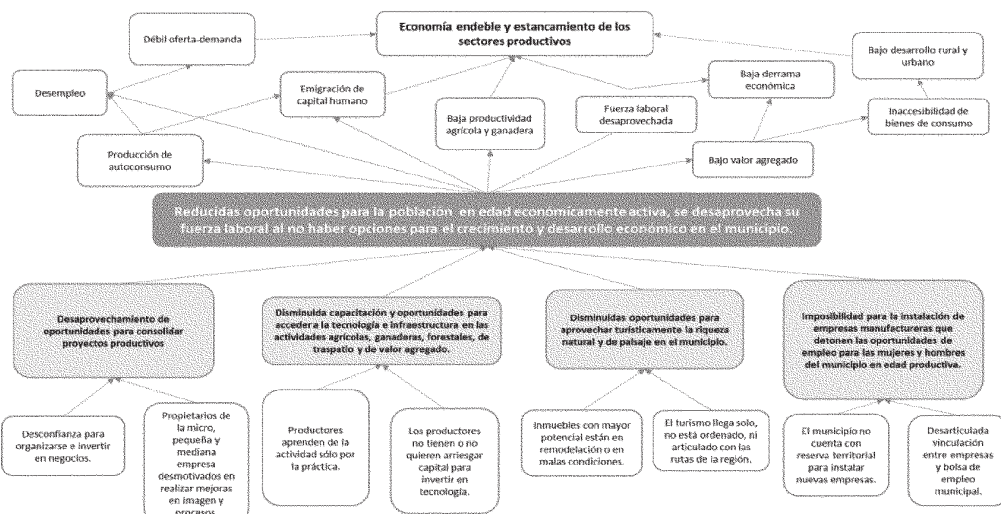 Economía endeble y estancamiento de los
sectores productivos
Débil oferta-demanda
Bajo desarrollo rural y
urbano
Desempleo
Emigración de
capital humano
Baja derrama
económica
Baja productividad
agrícola y ganadera
Fuerza laboral
desaprovechada
Inaccesibilidad de
bienes de consumo
Producción de
autoconsumo
Bajo valor agregado
Reducidas oportunidades para la población en edad económicamente activa, se desaprovecha su
fuerza laboral al no haber opciones para el crecimiento y desarrollo económico en el municipio.
Desaprovechamiento de
oportunidades para consolidar
proyectos productivos
Disminuida capacitación y oportunidades para
acceder a la tecnología e infraestructura en las
actividades agrícolas, ganaderas, forestales, de
traspatio y de valor agregado.
Disminuidas oportunidades para
aprovechar turísticamente la riqueza
natural y de paisaje en el municipio.
Imposibilidad para la instalación de
empresas manufactureras que
detonen las oportunidades de
empleo para las mujeres y hombres
del municipio en edad productiva.
Desconfianza para
organizarse e invertir
en negocios.
Propietarios de
la micro,
pequeña y
mediana
empresa
desmotivados en
realizar mejoras
en imagen y
procesos
Productores
aprenden de la
actividad sólo por
la práctica.
Los productores
no tienen o no
quieren arriesgar
capital para
invertir en
tecnología.
Inmuebles con mayor
potencial están en
remodelación o en
malas condiciones.
El turismo llega solo,
no está ordenado, ni
articulado con las
rutas de la región.
El municipio no
cuenta con
reserva territorial
para instalar
nuevas empresas.
Desarticulada
vinculación
entre empresas
y bolsa de
empleo
municipal.